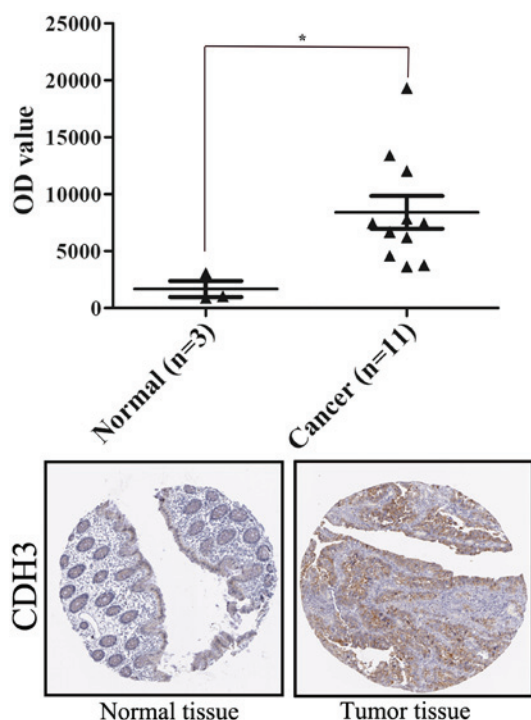 25000
*
20000
15000
10000
5000
0
OD value
Normal (n=3)
Cancer (n=11)
CDH3
Normal tissue
Tumor tissue